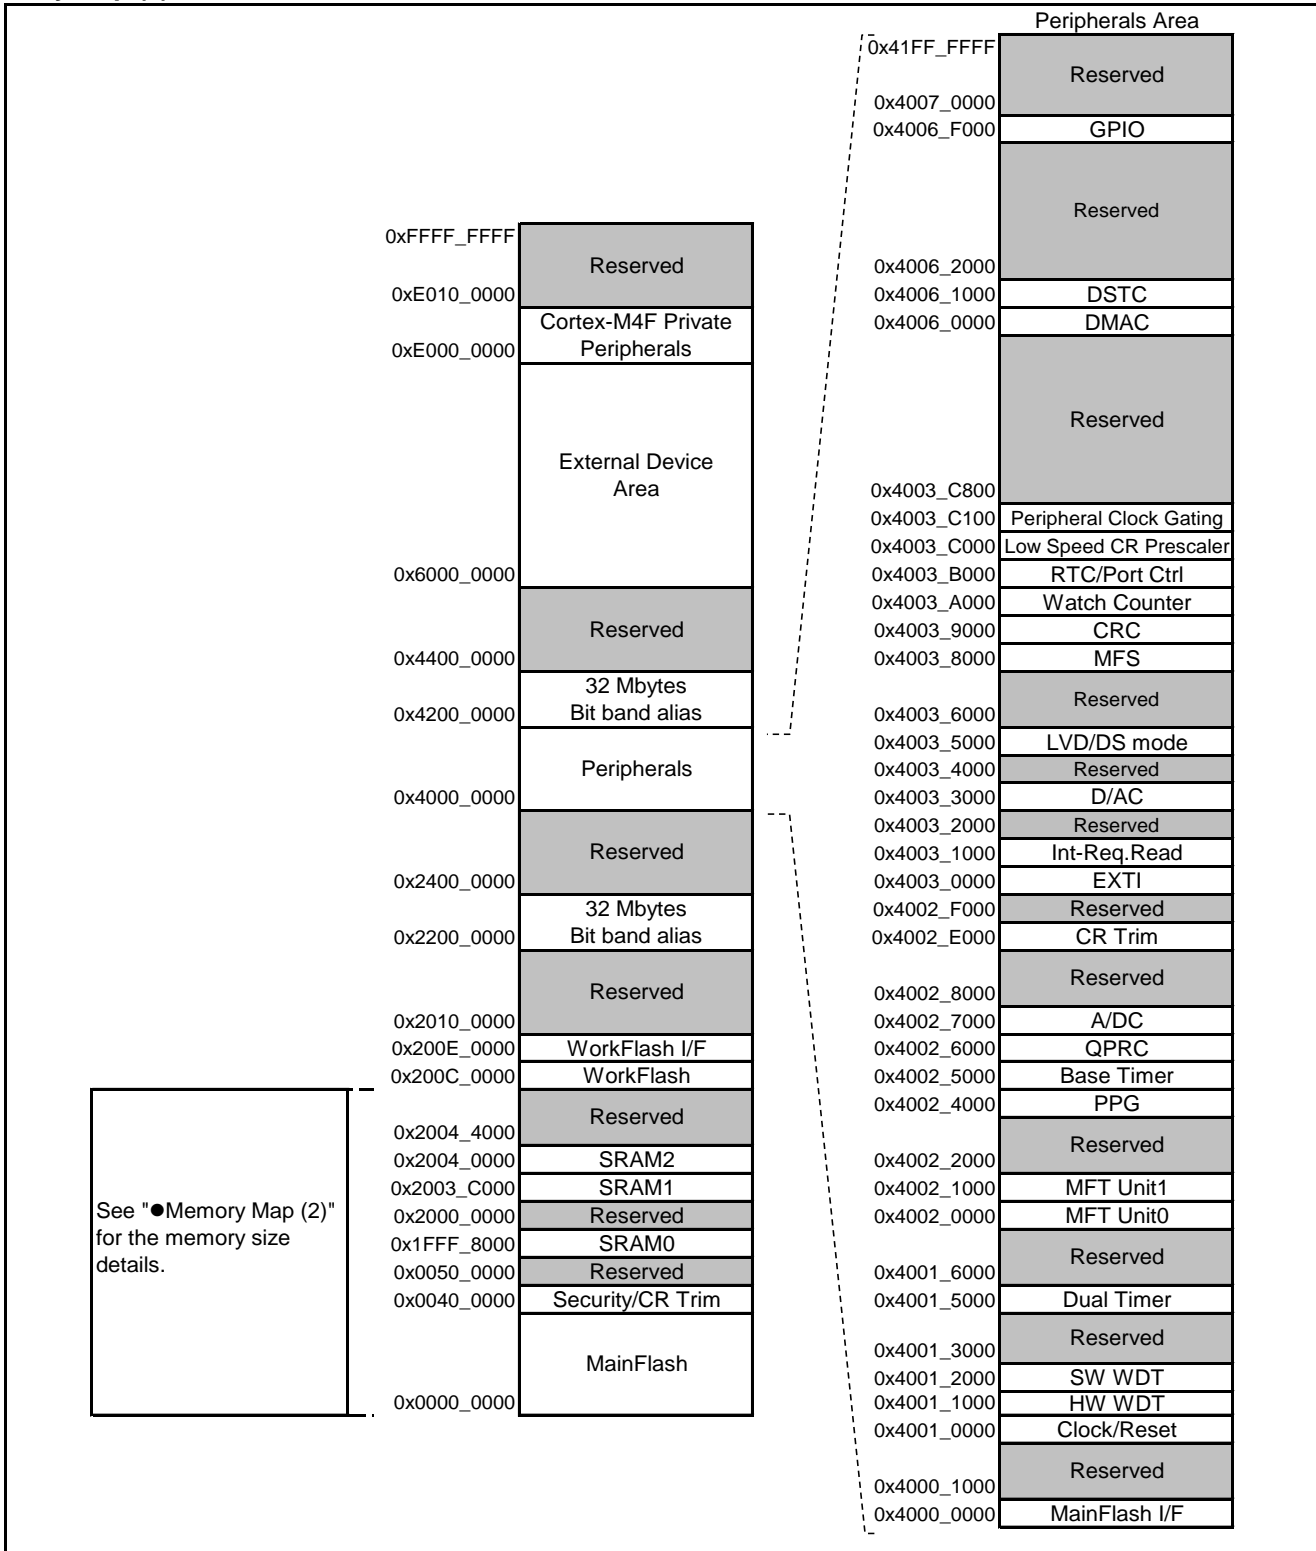 0xFFFF_FFFF
Reserved
0xE010_0000
Cortex-M4F Private
Peripherals
0xE000_0000
External Device
Area
0x6000_0000
Reserved
0x4400_0000
32 Mbytes
Bit band alias
0x4200_0000
Peripherals
0x4000_0000
Reserved
0x2400_0000
32 Mbytes
Bit band alias
0x2200_0000
Reserved
0x2010_0000
0x200E_0000 WorkFlash I/F
0x200C_0000 WorkFlash
Reserved
0x2004_4000
0x2004_0000 SRAM2
0x2003_C000 SRAM1
0x2000_0000 Reserved
0x1FFF_8000 SRAM0
0x0050_0000 Reserved
0x0040_0000 Security/CR Trim
MainFlash
0x0000_0000
See "●Memory Map (2)"
for the memory size
details.
Peripherals Area
0x41FF_FFFF
Reserved
0x4007_0000
0x4006_F000 GPIO
Reserved
0x4006_2000
0x4006_1000 DSTC
0x4006_0000 DMAC
Reserved
0x4003_C800
0x4003_C100 Peripheral Clock Gating
0x4003_C000 Low Speed CR Prescaler
0x4003_B000 RTC/Port Ctrl
0x4003_A000 Watch Counter
0x4003_9000 CRC
0x4003_8000 MFS
Reserved
0x4003_6000
0x4003_5000 LVD/DS mode
0x4003_4000 Reserved
0x4003_3000 D/AC
0x4003_2000 Reserved
0x4003_1000 Int-Req.Read
0x4003_0000 EXTI
0x4002_F000 Reserved
0x4002_E000 CR Trim
Reserved
0x4002_8000
0x4002_7000 A/DC
0x4002_6000 QPRC
0x4002_5000 Base Timer
0x4002_4000 PPG
Reserved
0x4002_2000
0x4002_1000 MFT Unit1
0x4002_0000 MFT Unit0
Reserved
0x4001_6000
0x4001_5000 Dual Timer
Reserved
0x4001_3000
0x4001_2000 SW WDT
0x4001_1000 HW WDT
0x4001_0000 Clock/Reset
Reserved
0x4000_1000
0x4000_0000 MainFlash I/F